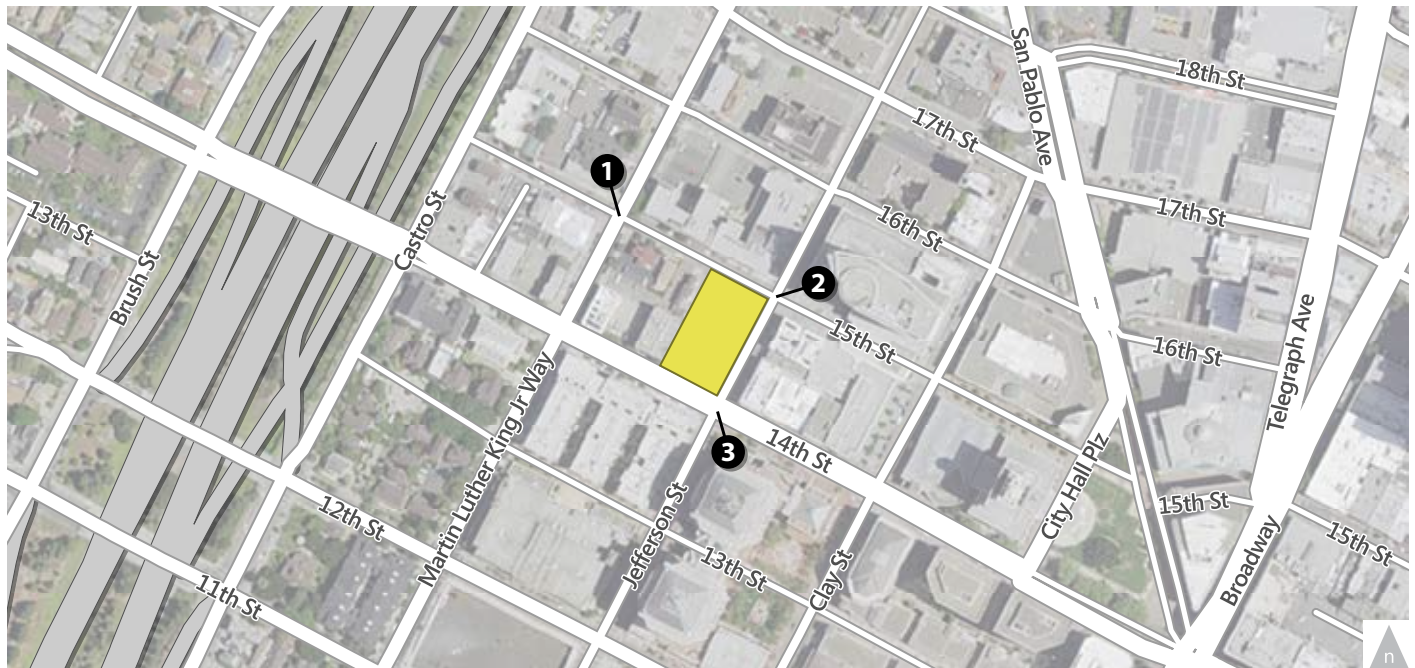 18th St
San Pablo Ave
17th St
1
17th St
13th St
Castro St
16th St
Brush St
2
15th St
16th St
Telegraph Ave
Martin Luther King Jr Way
3
14th St
City Hall Plz
15th St
12th St
Jefferson St
15th St
13th St
Clay St
Broadway
11th St
n